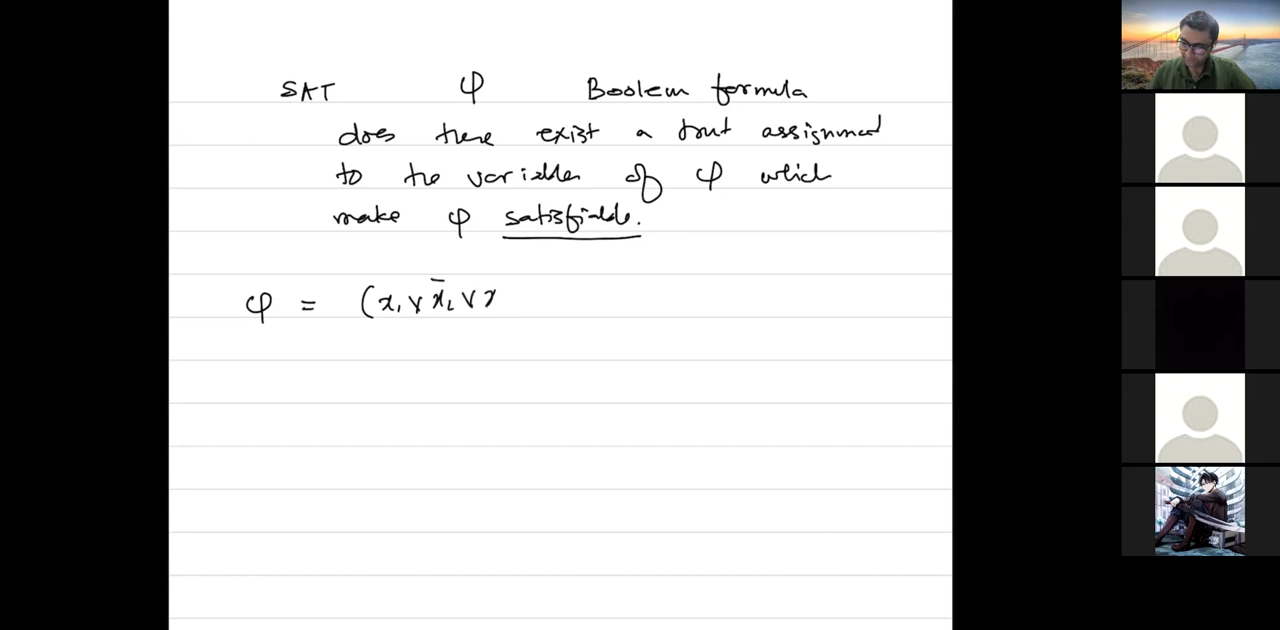 SAT φ Boolean formula
does there exist a truth assignment
to the variables of φ which
make φ satisfiable.
φ = (x₁ ∨ x̄₂ ∨ x